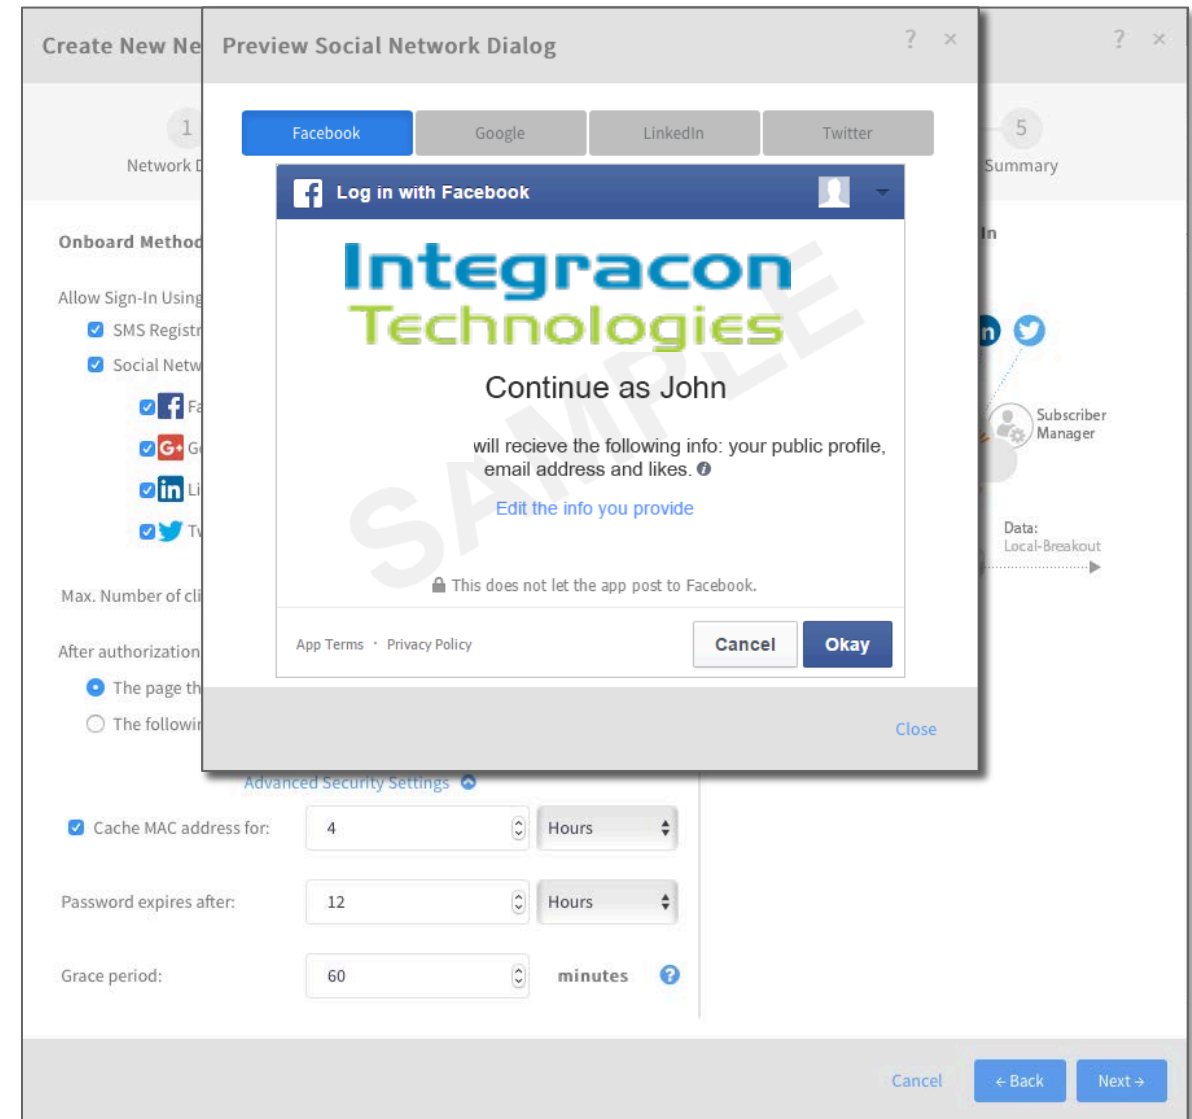 Create New Ne
? ×
Preview Social Network Dialog
? ×
1
Network D
5
Summary
Facebook
Google
LinkedIn
Twitter
f Log in with Facebook
Integracon
Technologies
SAMPLE
Continue as John
will recieve the following info: your public profile,
email address and likes. i
Edit the info you provide
This does not let the app post to Facebook.
App Terms · Privacy Policy
Cancel
Okay
Close
Onboard Method
Allow Sign-In Using
SMS Registr
Social Netw
f Fa
G+ Go
in Li
Tw
Max. Number of cli
After authorization
The page th
The followin
Advanced Security Settings
Cache MAC address for:
4
Hours
Password expires after:
12
Hours
Grace period:
60
minutes
?
In
n
Subscriber
Manager
Data:
Local-Breakout
Cancel
← Back
Next →